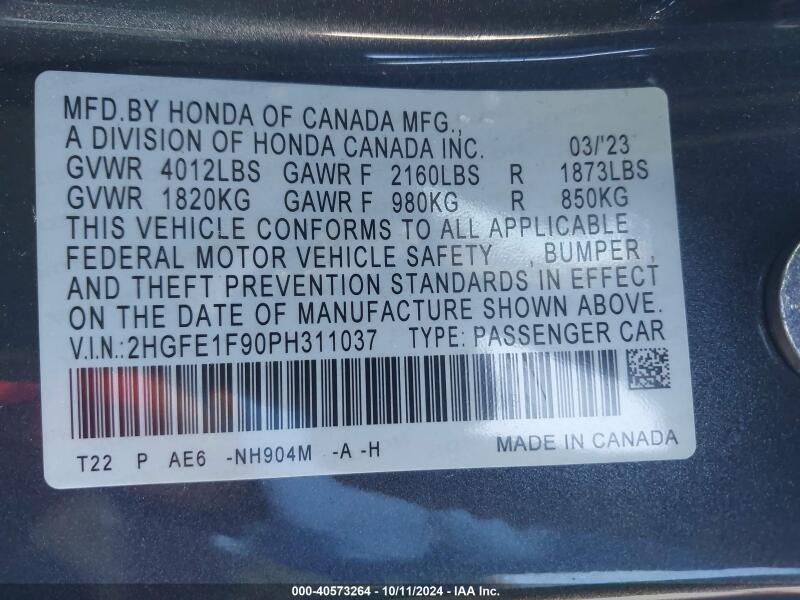 MFD.BY HONDA OF CANADA MFG.,
A DIVISION OF HONDA CANADA INC. 03/'23
GVWR 4012LBS GAWR F 2160LBS R 1873LBS
GVWR 1820KG GAWR F 980KG R 850KG
THIS VEHICLE CONFORMS TO ALL APPLICABLE
FEDERAL MOTOR VEHICLE SAFETY , BUMPER ,
AND THEFT PREVENTION STANDARDS IN EFFECT
ON THE DATE OF MANUFACTURE SHOWN ABOVE.
V.I.N.:2HGFE1F90PH311037 TYPE: PASSENGER CAR
T22 P AE6 -NH904M -A -H MADE IN CANADA
000-40573264 - 10/11/2024 - IAA Inc.